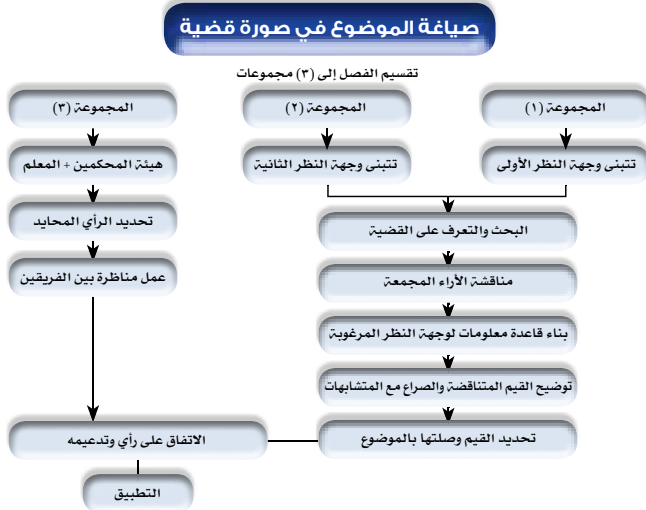 صياغة الموضوع في صورة قضية
تقسيم الفصل إلى (٣) مجموعات
المجموعة (١)
المجموعة (٢)
المجموعة (٣)
تتبنى وجهة النظر الأولى
تتبنى وجهة النظر الثانية
هيئة المحكمين + المعلم
البحث والتعرف على القضية
تحديد الرأي المحايد
مناقشة الأراء المجمعة
عمل مناظرة بين الفريقين
بناء قاعدة معلومات لوجهة النظر المرغوبة
توضيح القيم المتناقضة والصراع مع المتشابهات
تحديد القيم وصلتها بالموضوع
الاتفاق على رأي وتدعيمه
التطبيق